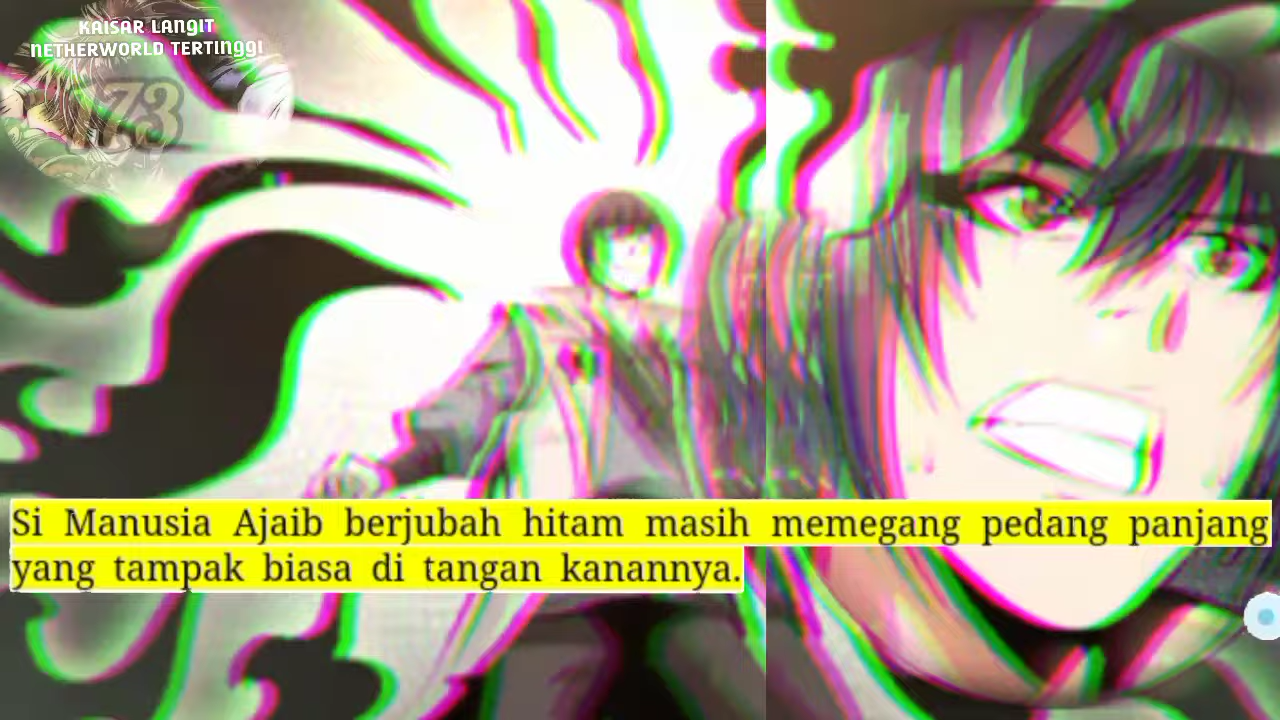 KAISAR LANGIT
NETHERWORLD TERTINGGI
173
Si Manusia Ajaib berjubah hitam masih memegang pedang panjang
yang tampak biasa di tangan kanannya.